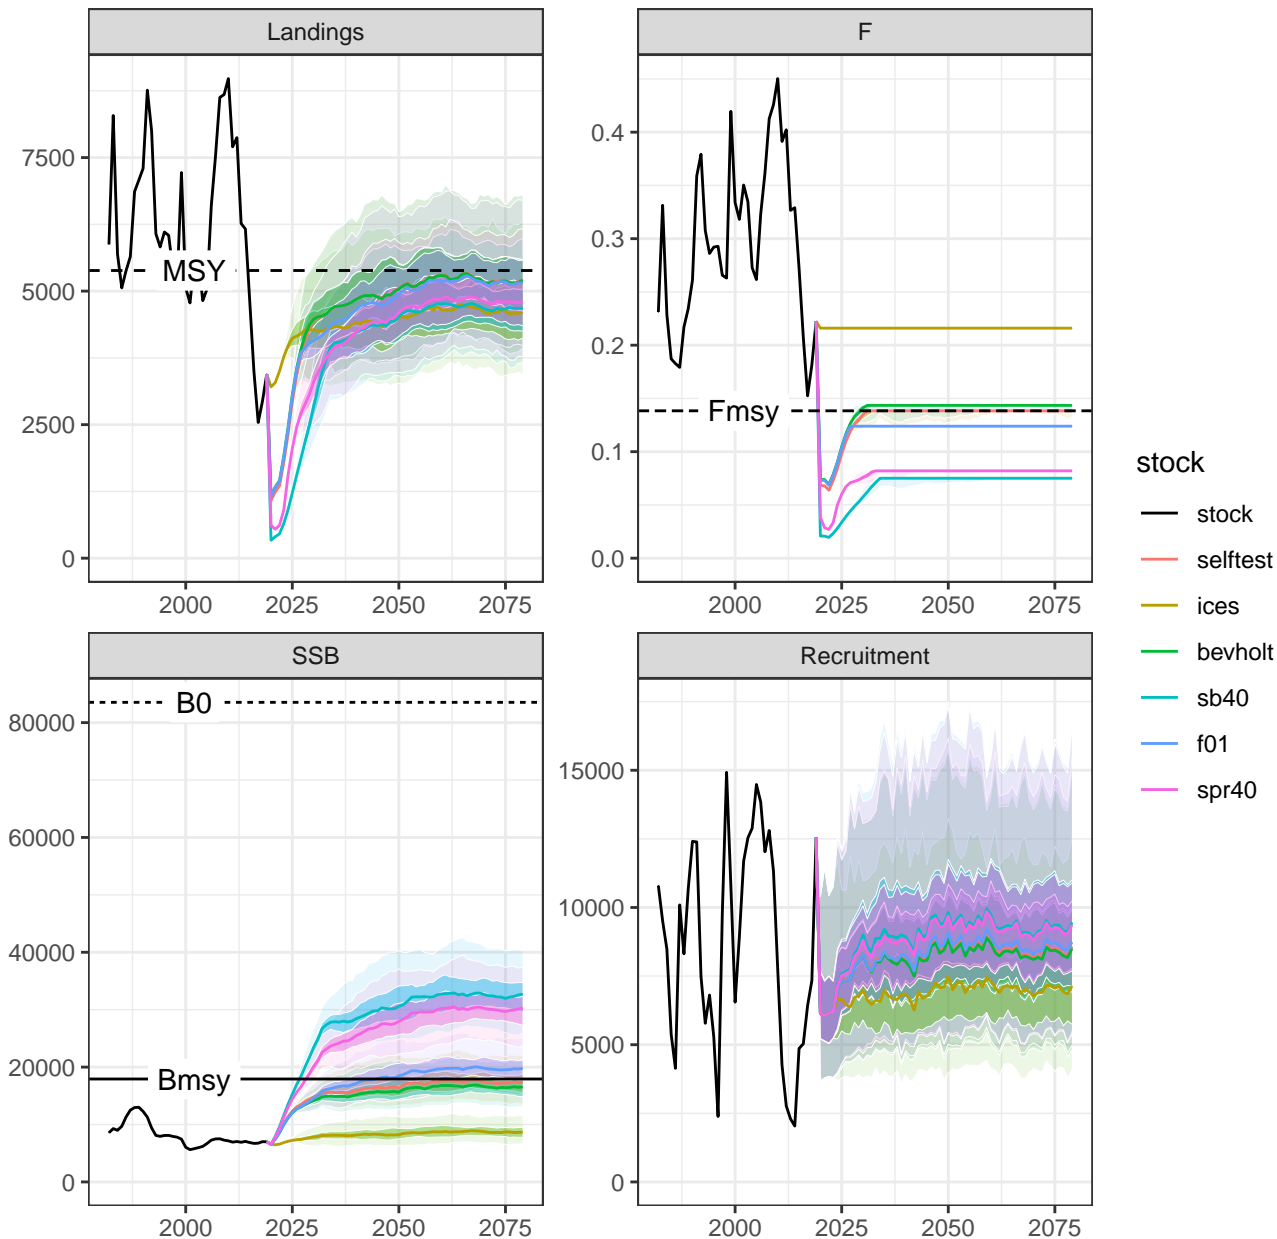 Landings
F
7500
5000
2500
0
MSY
0.4
0.3
0.2
0.1
0.0
Fmsy
2000
2025
2050
2075
2000
2025
2050
2075
SSB
Recruitment
80000
60000
40000
20000
0
B0
Bmsy
15000
10000
5000
0
2000
2025
2050
2075
2000
2025
2050
2075
stock
stock
selftest
ices
bevholt
sb40
f01
spr40